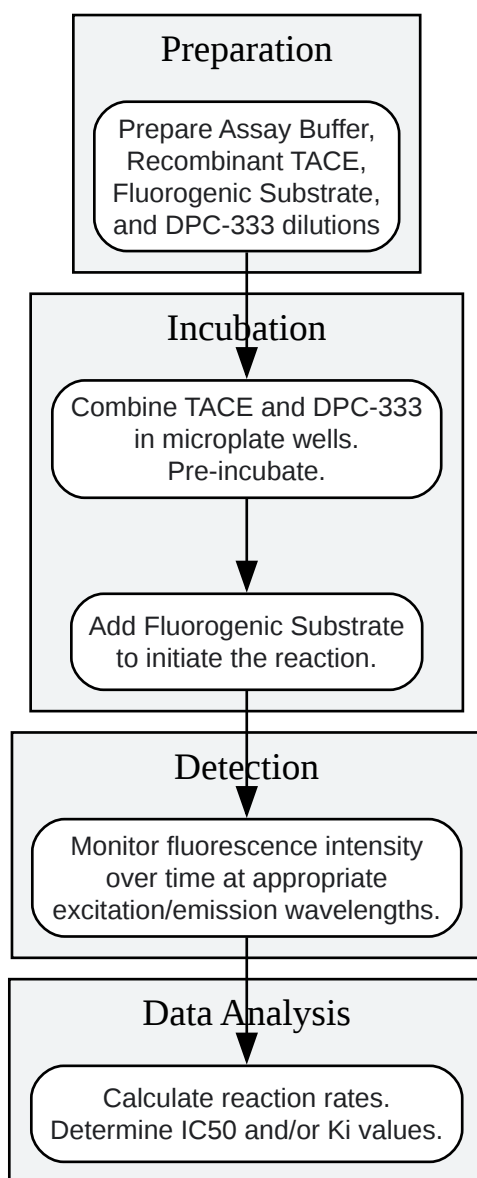 Preparation
Prepare Assay Buffer,
Recombinant TACE,
Fluorogenic Substrate,
and DPC-333 dilutions
Incubation
Combine TACE and DPC-333
in microplate wells.
Pre-incubate.
Add Fluorogenic Substrate
to initiate the reaction.
Detection
Monitor fluorescence intensity
over time at appropriate
excitation/emission wavelengths.
Data Analysis
Calculate reaction rates.
Determine IC50 and/or Ki values.